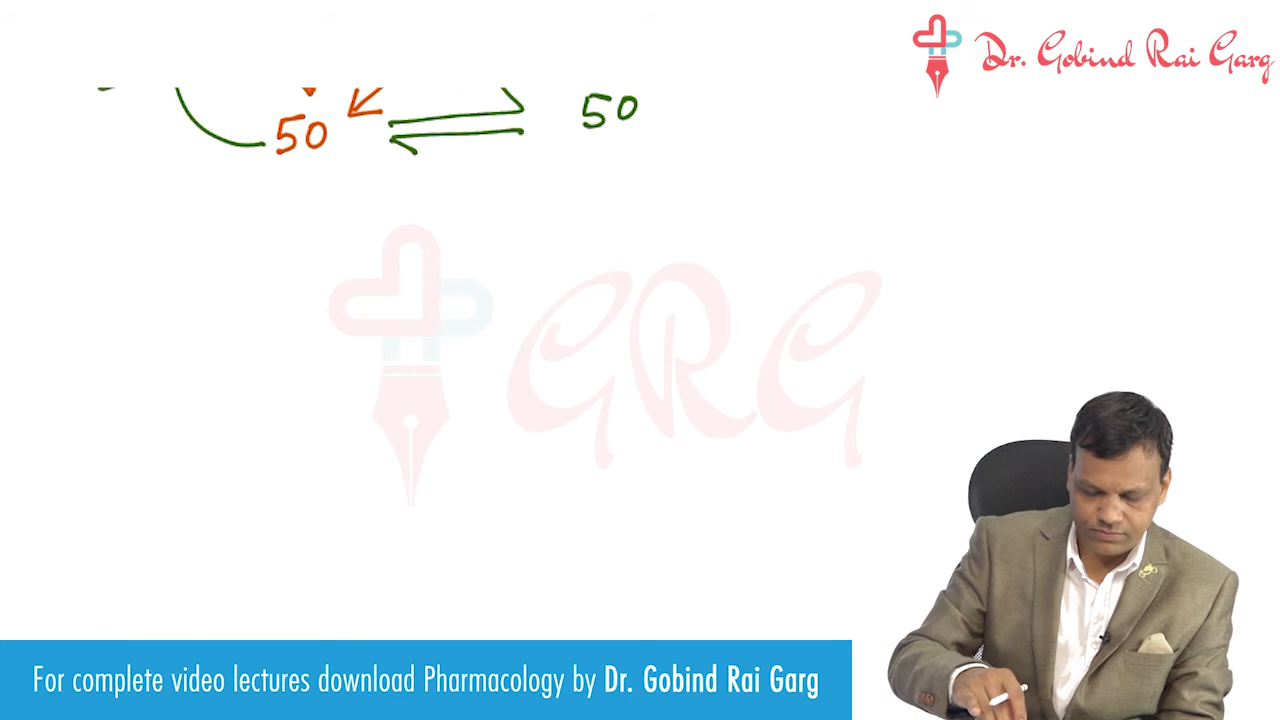 Dr. Gobind Rai Garg
50
50
GRG
For complete video lectures download Pharmacology by Dr. Gobind Rai Garg